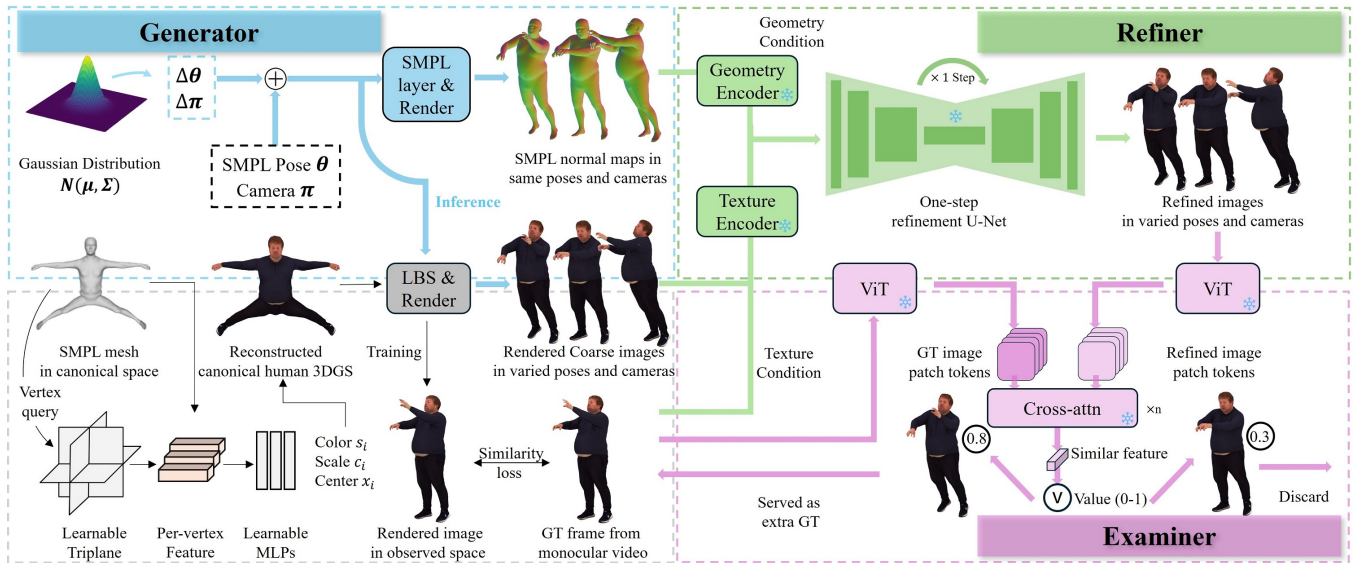 Generator
Δθ
Δπ
Gaussian Distribution
N(μ, Σ)
SMPL Pose θ
Camera π
SMPL
layer &
Render
SMPL normal maps in
same poses and cameras
Inference
LBS &
Render
Rendered Coarse images
in varied poses and cameras
Refiner
Geometry
Condition
Geometry
Encoder
Texture
Encoder
× 1 Step
One-step
refinement U-Net
Refined images
in varied poses and cameras
SMPL mesh
in canonical space
Reconstructed
canonical human 3DGS
Training
Vertex
query
Color s_i
Scale c_i
Center x_i
Similarity
loss
Learnable
Triplane
Per-vertex
Feature
Learnable
MLPs
Rendered image
in observed space
GT frame from
monocular video
Texture
Condition
ViT
ViT
GT image
patch tokens
Refined image
patch tokens
Cross-attn
×n
0.8
0.3
Similar feature
V
Value (0-1)
Served as
extra GT
Discard
Examiner